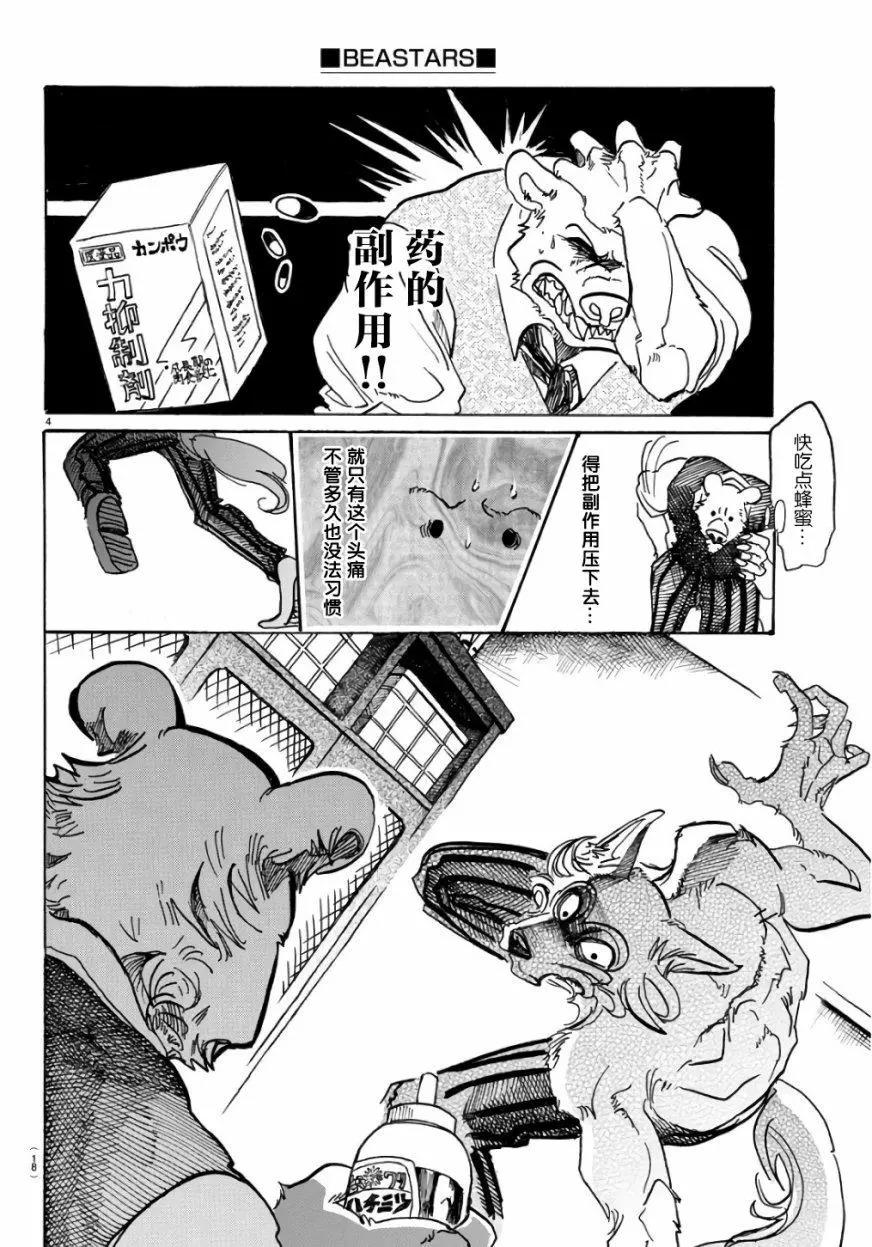 ■BEASTARS■
医薬品
カンポウ
力抑制剤
药的
副作用!!
4
快吃点蜂蜜…
得把副作用压下去…
就只有这个头痛
不管多久也没法习惯
ハチミツ
(18)